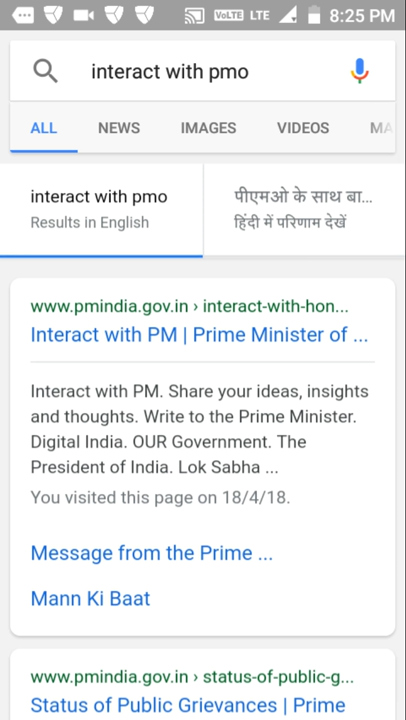 VoLTE LTE 8:25 PM
interact with pmo
ALL NEWS IMAGES VIDEOS MA
interact with pmo
Results in English
पीएमओ के साथ बा...
हिंदी में परिणाम देखें
www.pmindia.gov.in › interact-with-hon...
Interact with PM | Prime Minister of ...
Interact with PM. Share your ideas, insights
and thoughts. Write to the Prime Minister.
Digital India. OUR Government. The
President of India. Lok Sabha ...
You visited this page on 18/4/18.
Message from the Prime ...
Mann Ki Baat
www.pmindia.gov.in › status-of-public-g...
Status of Public Grievances | Prime